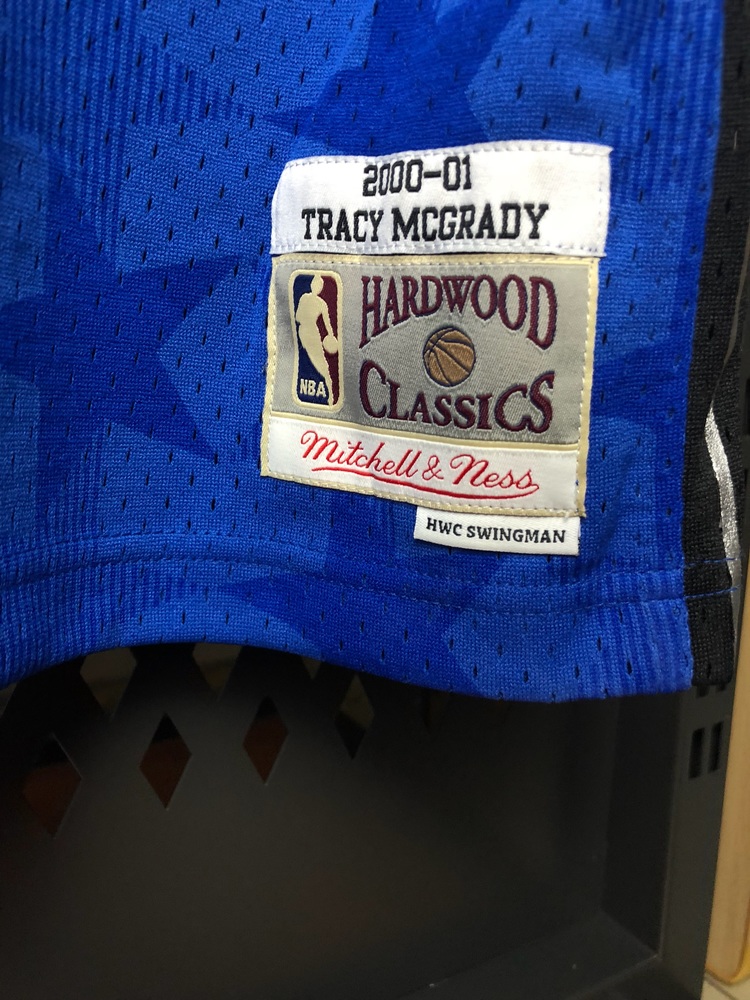 2000-01
TRACY MCGRADY
HARDWOOD
NBA
CLASSICS
Mitchell & Ness
HWC SWINGMAN